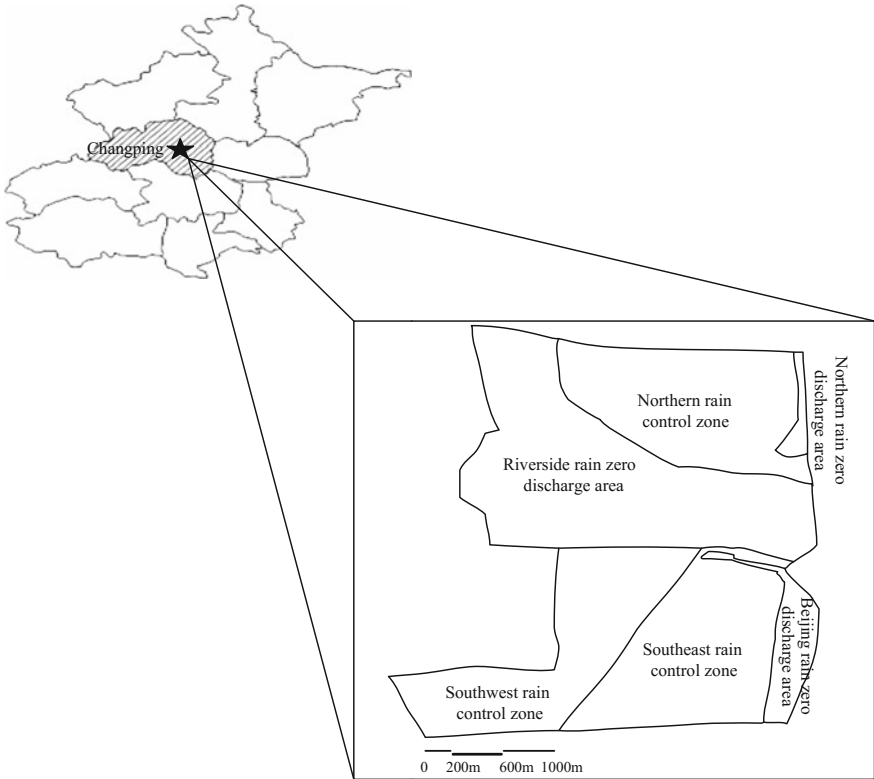 Changping
Northern rain
control zone
Northern rain zero
discharge area
Riverside rain zero
discharge area
Southeast rain
control zone
Beijing rain zero
discharge area
Southwest rain
control zone
0 200m 600m 1000m